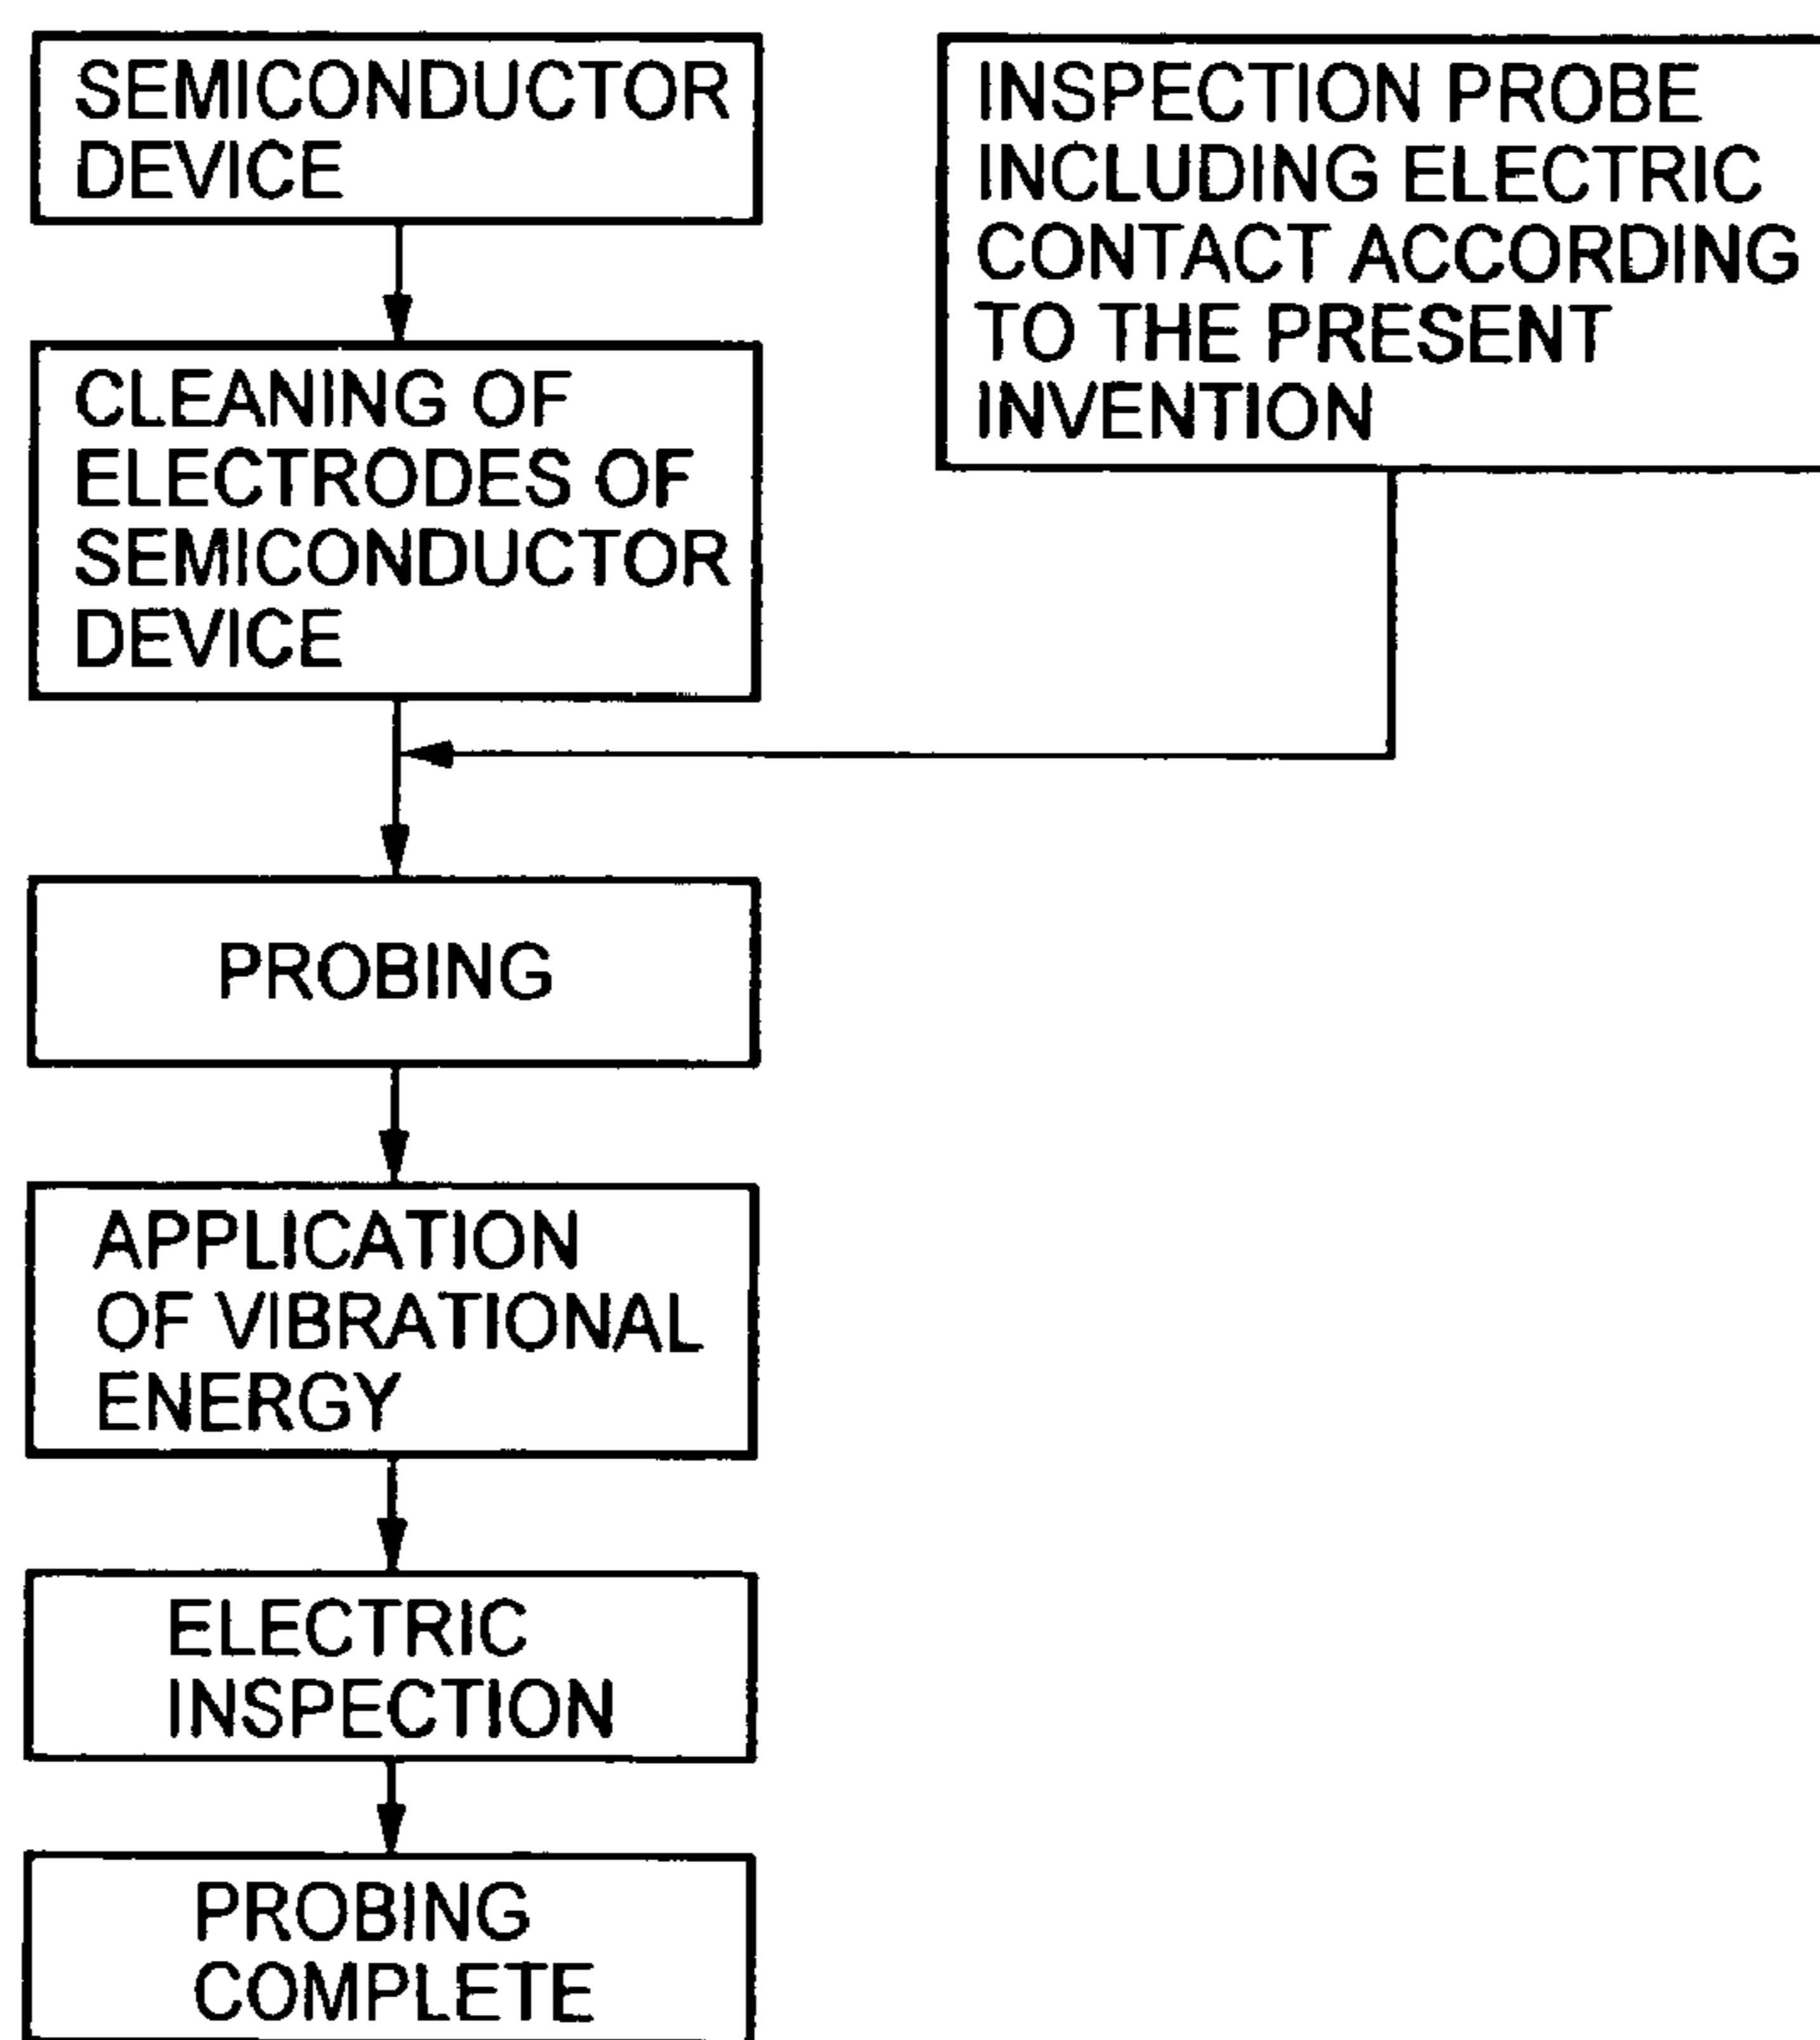 SEMICONDUCTOR
DEVICE
INSPECTION PROBE
INCLUDING ELECTRIC
CONTACT ACCORDING
TO THE PRESENT
INVENTION
CLEANING OF
ELECTRODES OF
SEMICONDUCTOR
DEVICE
PROBING
APPLICATION
OF VIBRATIONAL
ENERGY
ELECTRIC
INSPECTION
PROBING
COMPLETE